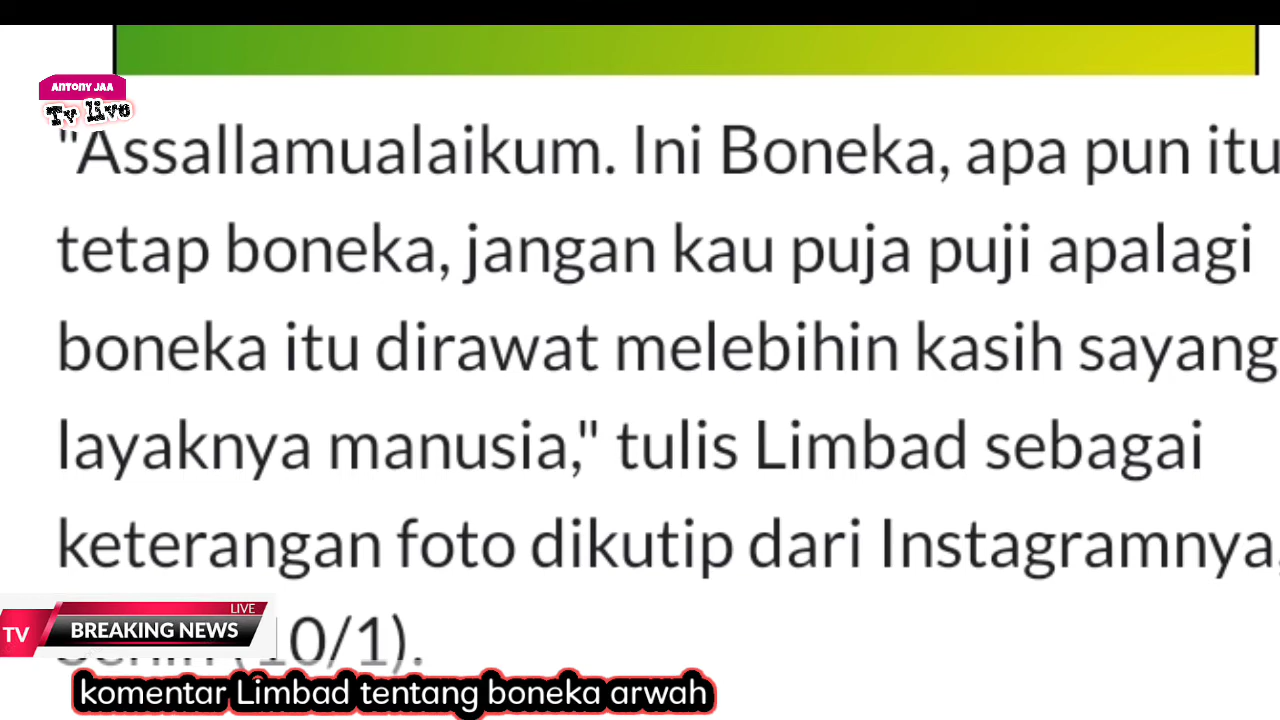 ANTONY JAA
Tv live
"Assallamualaikum. Ini Boneka, apa pun itu
tetap boneka, jangan kau puja puji apalagi
boneka itu dirawat melebihin kasih sayang
layaknya manusia," tulis Limbad sebagai
keterangan foto dikutip dari Instagramnya,
(10/1).
LIVE
TV BREAKING NEWS
komentar Limbad tentang boneka arwah